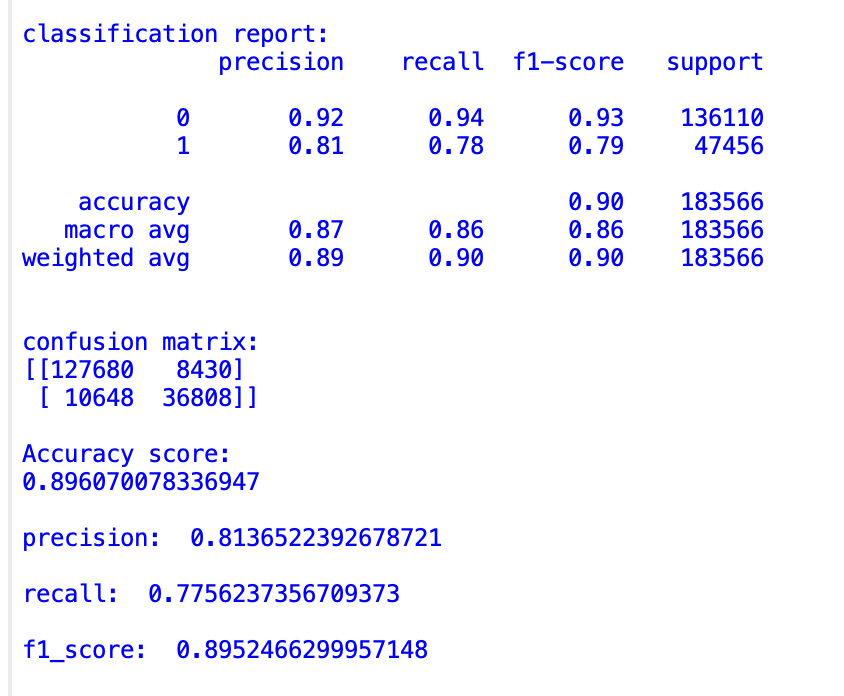 classification report:
precision recall f1-score support
0 0.92 0.94 0.93 136110
1 0.81 0.78 0.79 47456
accuracy 0.90 183566
macro avg 0.87 0.86 0.86 183566
weighted avg 0.89 0.90 0.90 183566
confusion matrix:
[[127680 8430]
[ 10648 36808]]
Accuracy score:
0.896070078336947
precision: 0.8136522392678721
recall: 0.7756237356709373
f1_score: 0.8952466299957148